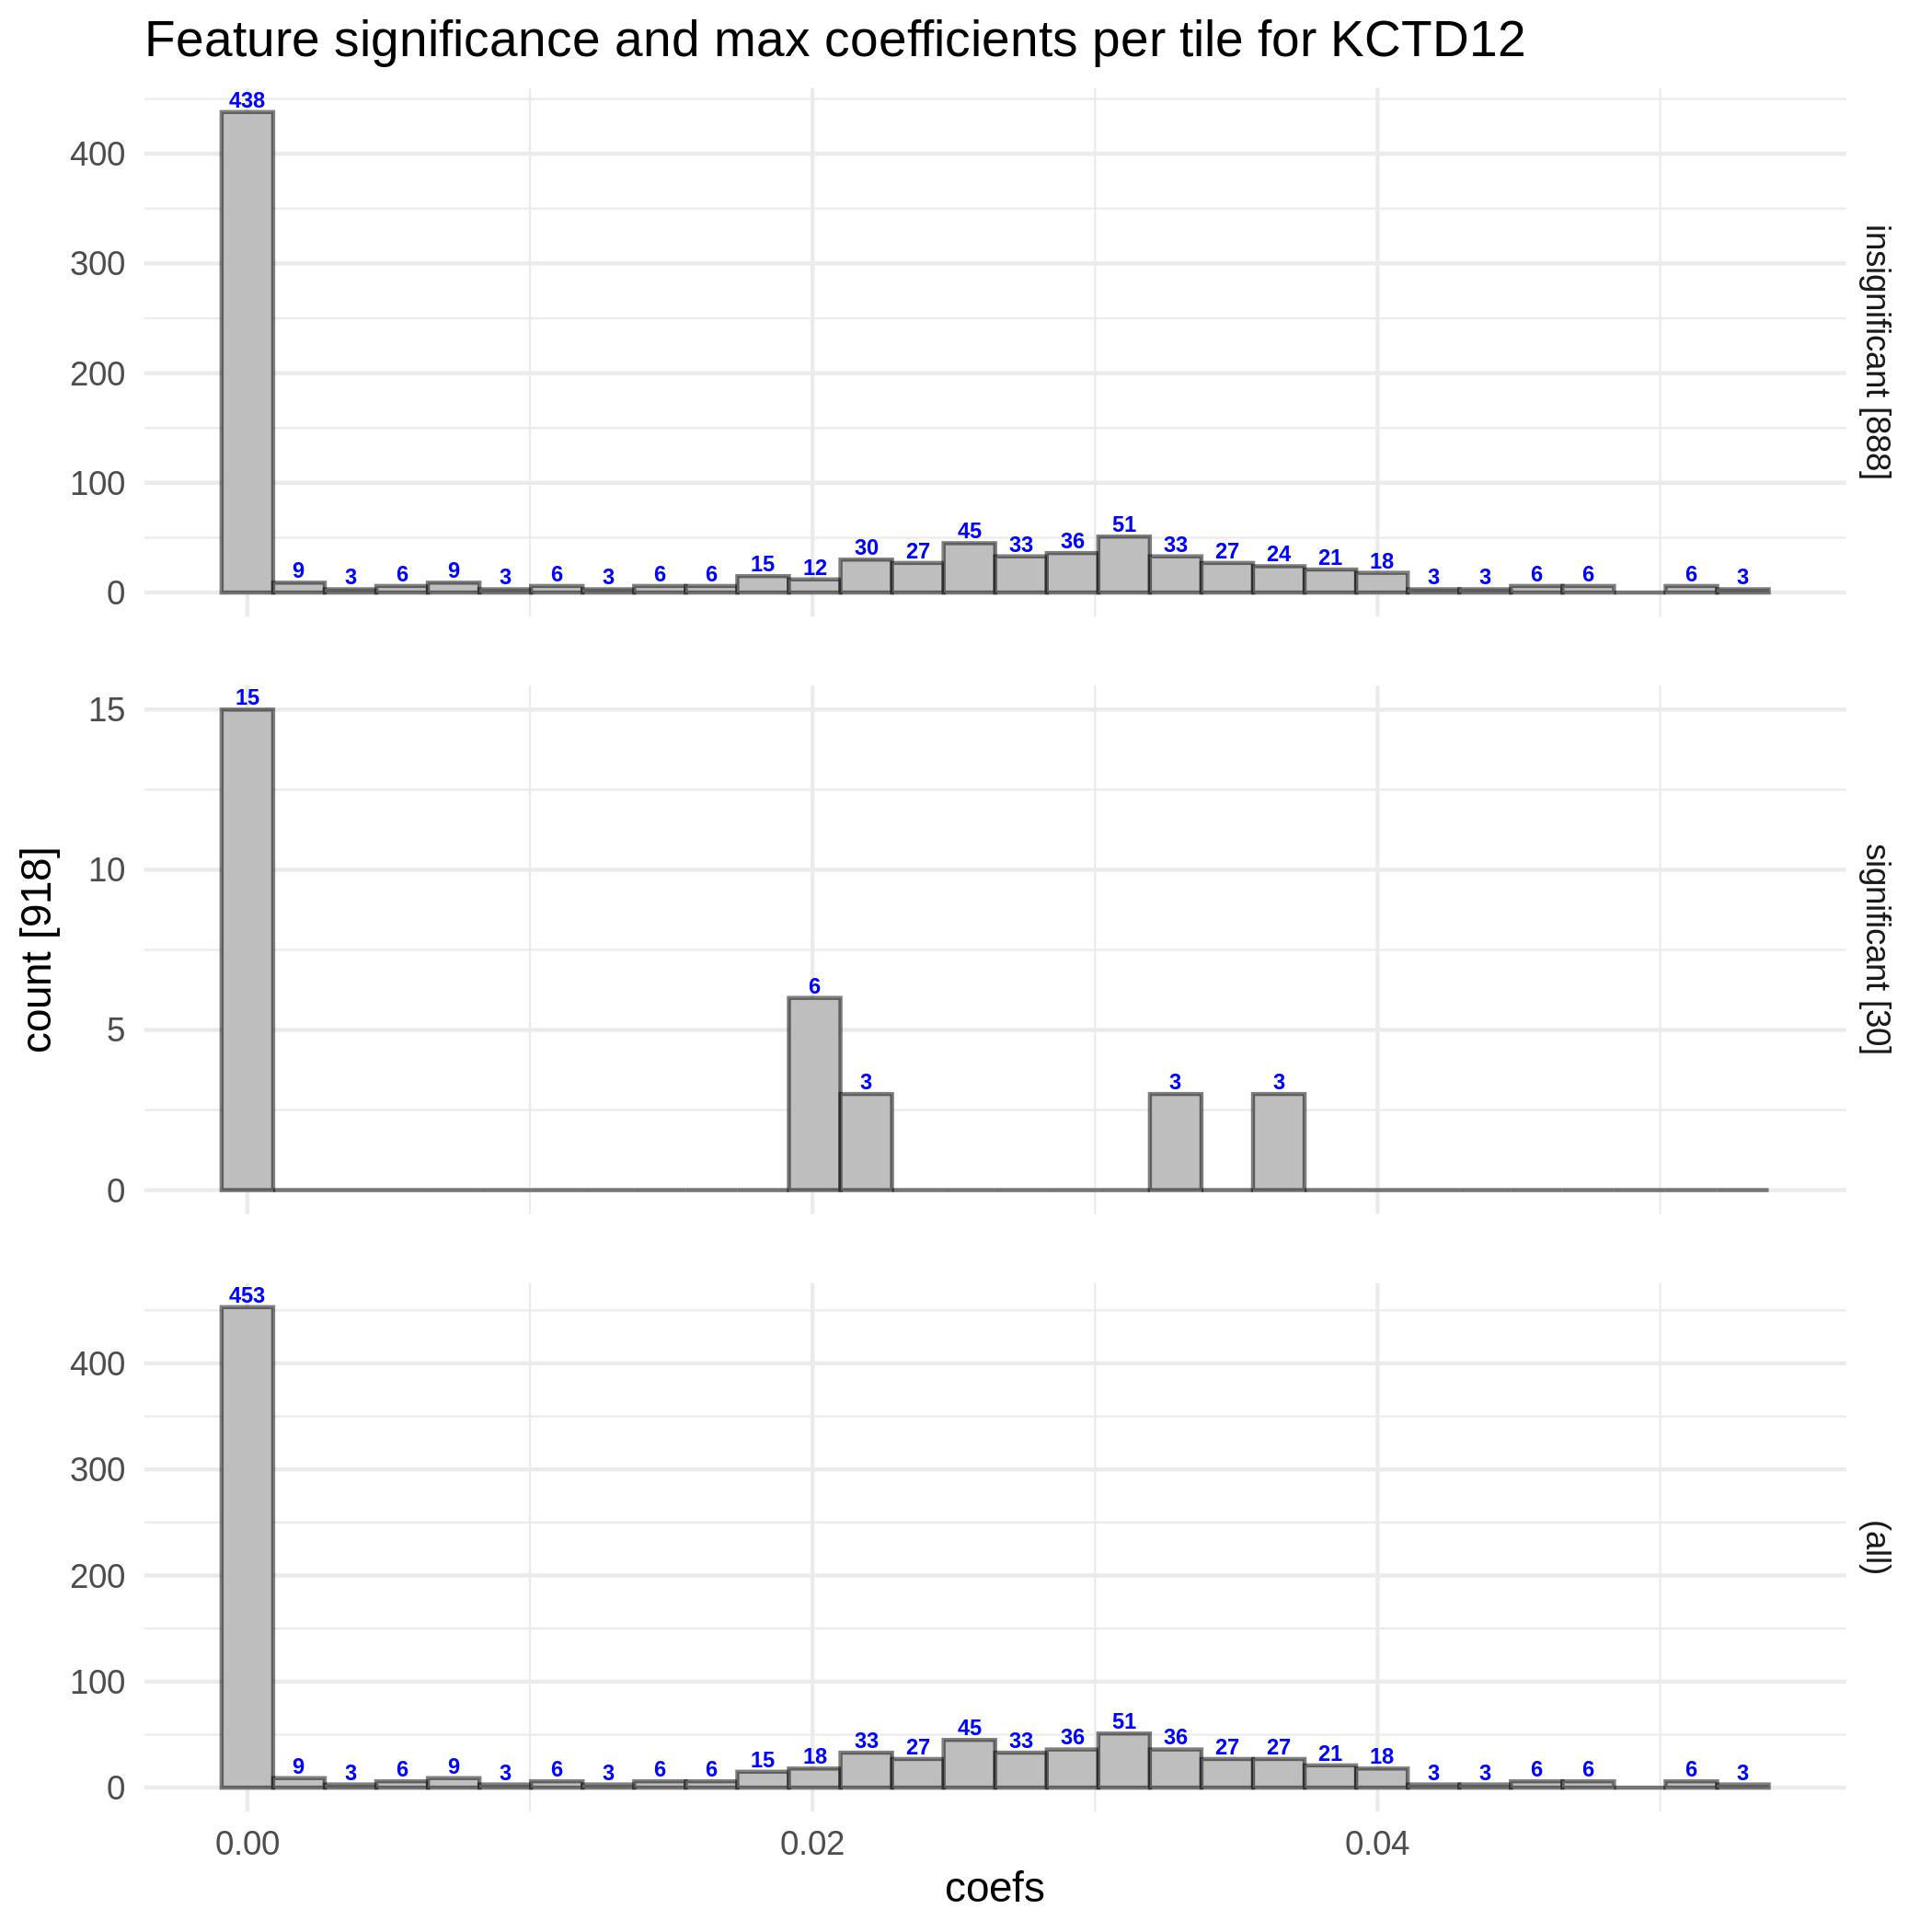 Feature significance and max coefficients per tile for KCTD12
438
400
300
200
100
0
9 3 6 9 3 6 3 6 6 15 12 30 27 45 33 36 51 33 27 24 21 18 3 3 6 6 6 3
insignificant [888]
15
15
10
5
0
6 3 3 3
significant [30]
count [918]
453
400
300
200
100
0
9 3 6 9 3 6 3 6 6 15 18 33 27 45 33 36 51 36 27 27 21 18 3 3 6 6 6 3
(all)
0.00 0.02 0.04
coefs